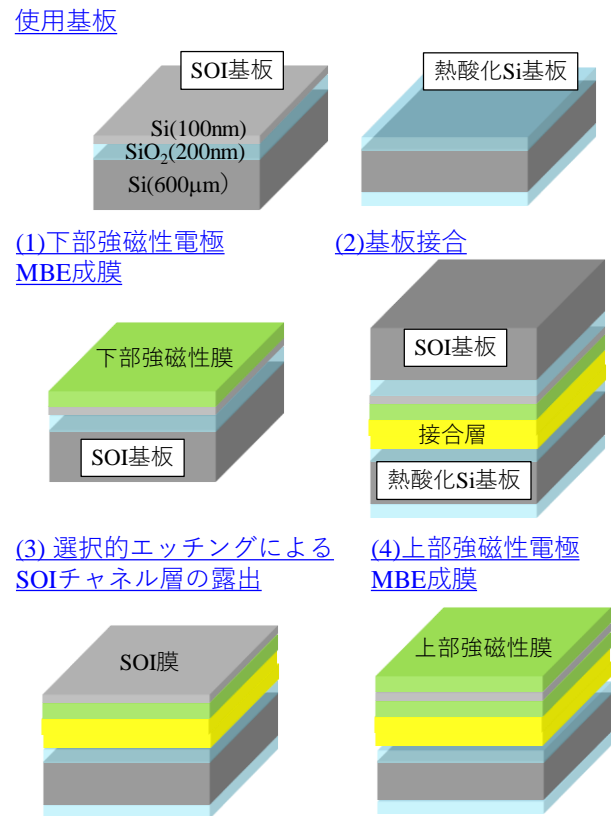 使用基板
SOI基板
Si(100nm)
SiO₂(200nm)
Si(600μm）
熱酸化Si基板
(1)下部強磁性電極
MBE成膜
下部強磁性膜
SOI基板
(2)基板接合
SOI基板
接合層
熱酸化Si基板
(3) 選択的エッチングによる
SOIチャネル層の露出
SOI膜
(4)上部強磁性電極
MBE成膜
上部強磁性膜